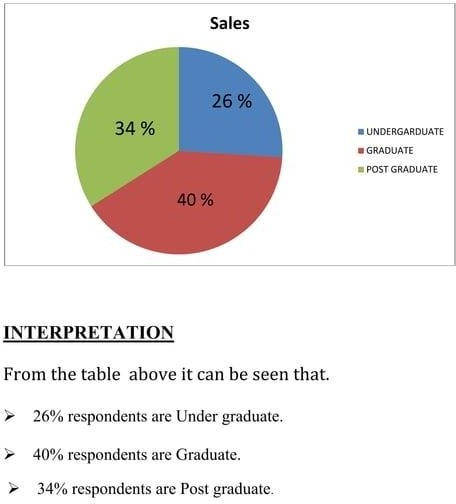 Sales
26 %
34 %
40 %
UNDERGARDUATE
GRADUATE
POST GRADUATE
INTERPRETATION
From the table above it can be seen that.
➢ 26% respondents are Under graduate.
➢ 40% respondents are Graduate.
➢ 34% respondents are Post graduate.